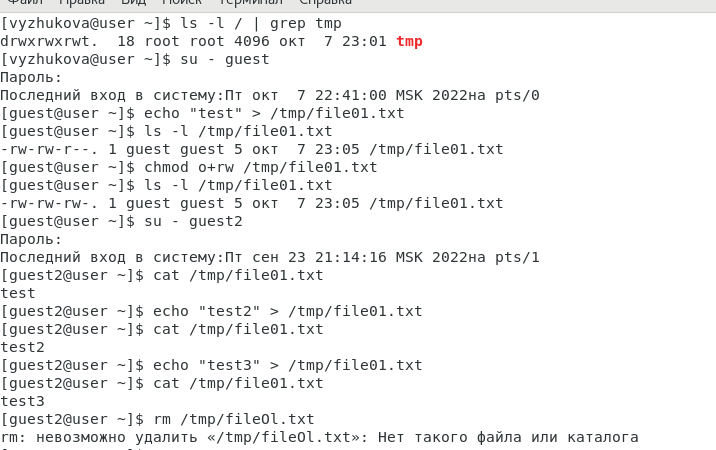 Файл Правка Вид Поиск Терминал Справка
[vyzhukova@user ~]$ ls -l / | grep tmp
drwxrwxrwt.  18 root root 4096 окт  7 23:01 tmp
[vyzhukova@user ~]$ su - guest
Пароль:
Последний вход в систему:Пт окт  7 22:41:00 MSK 2022на pts/0
[guest@user ~]$ echo "test" > /tmp/file01.txt
[guest@user ~]$ ls -l /tmp/file01.txt
-rw-rw-r--. 1 guest guest 5 окт  7 23:05 /tmp/file01.txt
[guest@user ~]$ chmod o+rw /tmp/file01.txt
[guest@user ~]$ ls -l /tmp/file01.txt
-rw-rw-rw-. 1 guest guest 5 окт  7 23:05 /tmp/file01.txt
[guest@user ~]$ su - guest2
Пароль:
Последний вход в систему:Пт сен 23 21:14:16 MSK 2022на pts/1
[guest2@user ~]$ cat /tmp/file01.txt
test
[guest2@user ~]$ echo "test2" > /tmp/file01.txt
[guest2@user ~]$ cat /tmp/file01.txt
test2
[guest2@user ~]$ echo "test3" > /tmp/file01.txt
[guest2@user ~]$ cat /tmp/file01.txt
test3
[guest2@user ~]$ rm /tmp/fileOl.txt
rm: невозможно удалить «/tmp/fileOl.txt»: Нет такого файла или каталога